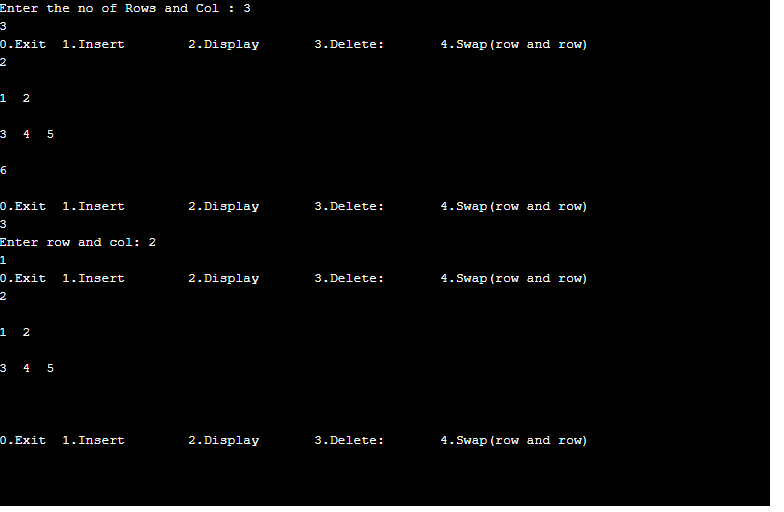 Enter the no of Rows and Col : 3
3
0.Exit  1.Insert        2.Display       3.Delete:       4.Swap(row and row)
2
1  2
3  4  5
6
0.Exit  1.Insert        2.Display       3.Delete:       4.Swap(row and row)
3
Enter row and col: 2
1
0.Exit  1.Insert        2.Display       3.Delete:       4.Swap(row and row)
2
1  2
3  4  5
0.Exit  1.Insert        2.Display       3.Delete:       4.Swap(row and row)